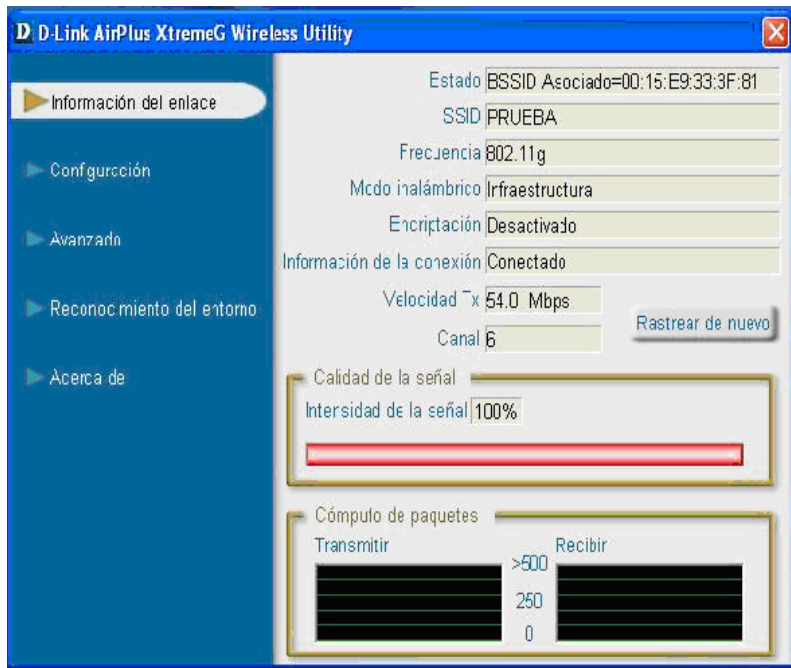 D D-Link AirPlus XtremeG Wireless Utility
Información del enlace
Configuración
Avanzado
Reconocimiento del entorno
Acerca de
Estado BSSID Asociado=00:15:E9:33:3F:81
SSID PRUEBA
Frecuencia 802.11g
Modo inalámbrico Infraestructura
Encriptación Desactivado
Información de la conexión Conectado
Velocidad Tx 54.0 Mbps
Canal 6
Rastrear de nuevo
Calidad de la señal
Intensidad de la señal 100%
Cómputo de paquetes
Transmitir
Recibir
>500
250
0